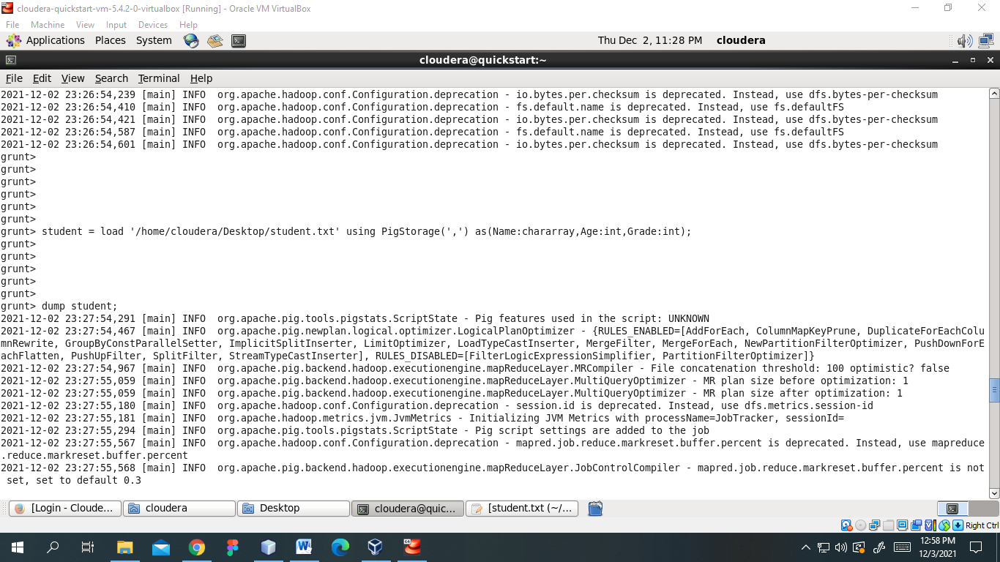 cloudera-quickstart-vm-5.4.2-0-virtualbox [Running] - Oracle VM VirtualBox
File Machine View Input Devices Help
Applications Places System Thu Dec 2, 11:28 PM cloudera
cloudera@quickstart:~
File Edit View Search Terminal Help
2021-12-02 23:26:54,239 [main] INFO  org.apache.hadoop.conf.Configuration.deprecation - io.bytes.per.checksum is deprecated. Instead, use dfs.bytes-per-checksum
2021-12-02 23:26:54,410 [main] INFO  org.apache.hadoop.conf.Configuration.deprecation - fs.default.name is deprecated. Instead, use fs.defaultFS
2021-12-02 23:26:54,421 [main] INFO  org.apache.hadoop.conf.Configuration.deprecation - io.bytes.per.checksum is deprecated. Instead, use dfs.bytes-per-checksum
2021-12-02 23:26:54,587 [main] INFO  org.apache.hadoop.conf.Configuration.deprecation - fs.default.name is deprecated. Instead, use fs.defaultFS
2021-12-02 23:26:54,601 [main] INFO  org.apache.hadoop.conf.Configuration.deprecation - io.bytes.per.checksum is deprecated. Instead, use dfs.bytes-per-checksum
grunt>
grunt>
grunt>
grunt>
grunt>
grunt>
grunt> student = load '/home/cloudera/Desktop/student.txt' using PigStorage(',') as(Name:chararray,Age:int,Grade:int);
grunt>
grunt>
grunt>
grunt>
grunt>
grunt> dump student;
2021-12-02 23:27:54,291 [main] INFO  org.apache.pig.tools.pigstats.ScriptState - Pig features used in the script: UNKNOWN
2021-12-02 23:27:54,467 [main] INFO  org.apache.pig.newplan.logical.optimizer.LogicalPlanOptimizer - {RULES_ENABLED=[AddForEach, ColumnMapKeyPrune, DuplicateForEachColu
mnRewrite, GroupByConstParallelSetter, ImplicitSplitInserter, LimitOptimizer, LoadTypeCastInserter, MergeFilter, MergeForEach, NewPartitionFilterOptimizer, PushDownForE
achFlatten, PushUpFilter, SplitFilter, StreamTypeCastInserter], RULES_DISABLED=[FilterLogicExpressionSimplifier, PartitionFilterOptimizer]}
2021-12-02 23:27:54,967 [main] INFO  org.apache.pig.backend.hadoop.executionengine.mapReduceLayer.MRCompiler - File concatenation threshold: 100 optimistic? false
2021-12-02 23:27:55,059 [main] INFO  org.apache.pig.backend.hadoop.executionengine.mapReduceLayer.MultiQueryOptimizer - MR plan size before optimization: 1
2021-12-02 23:27:55,059 [main] INFO  org.apache.pig.backend.hadoop.executionengine.mapReduceLayer.MultiQueryOptimizer - MR plan size after optimization: 1
2021-12-02 23:27:55,180 [main] INFO  org.apache.hadoop.conf.Configuration.deprecation - session.id is deprecated. Instead, use dfs.metrics.session-id
2021-12-02 23:27:55,181 [main] INFO  org.apache.hadoop.metrics.jvm.JvmMetrics - Initializing JVM Metrics with processName=JobTracker, sessionId=
2021-12-02 23:27:55,294 [main] INFO  org.apache.pig.tools.pigstats.ScriptState - Pig script settings are added to the job
2021-12-02 23:27:55,567 [main] INFO  org.apache.hadoop.conf.Configuration.deprecation - mapred.job.reduce.markreset.buffer.percent is deprecated. Instead, use mapreduce
.reduce.markreset.buffer.percent
2021-12-02 23:27:55,568 [main] INFO  org.apache.pig.backend.hadoop.executionengine.mapReduceLayer.JobControlCompiler - mapred.job.reduce.markreset.buffer.percent is not
 set, set to default 0.3
[Login - Cloude... cloudera Desktop cloudera@quic... [student.txt (~/...
Right Ctrl
12:58 PM
12/3/2021